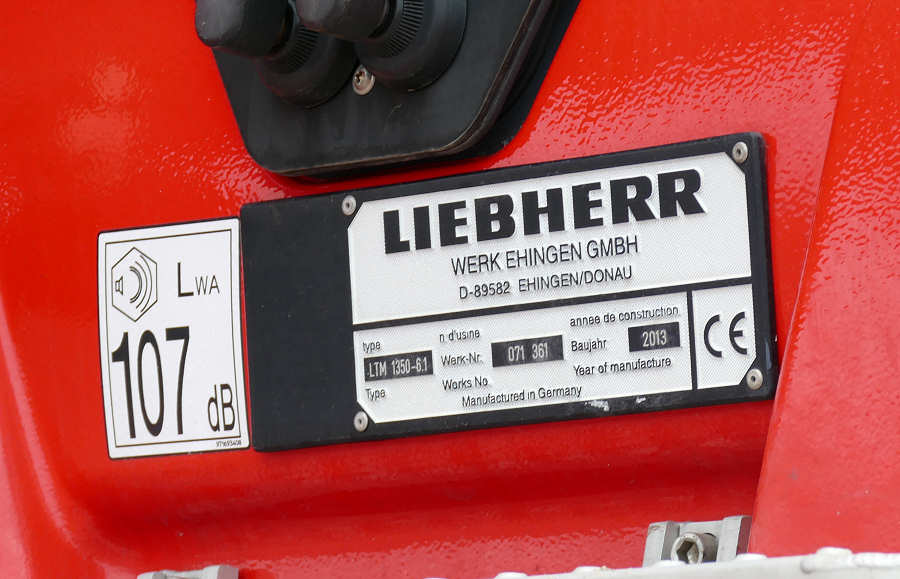 LWA
107 dB
LIEBHERR
WERK EHINGEN GMBH
D-89582 EHINGEN/DONAU
type n d'usine annee de construction
LTM 1350-6.1 Werk-Nr. 071 361 Baujahr 2013
Type Works No. Year of manufacture
Manufactured in Germany
CE